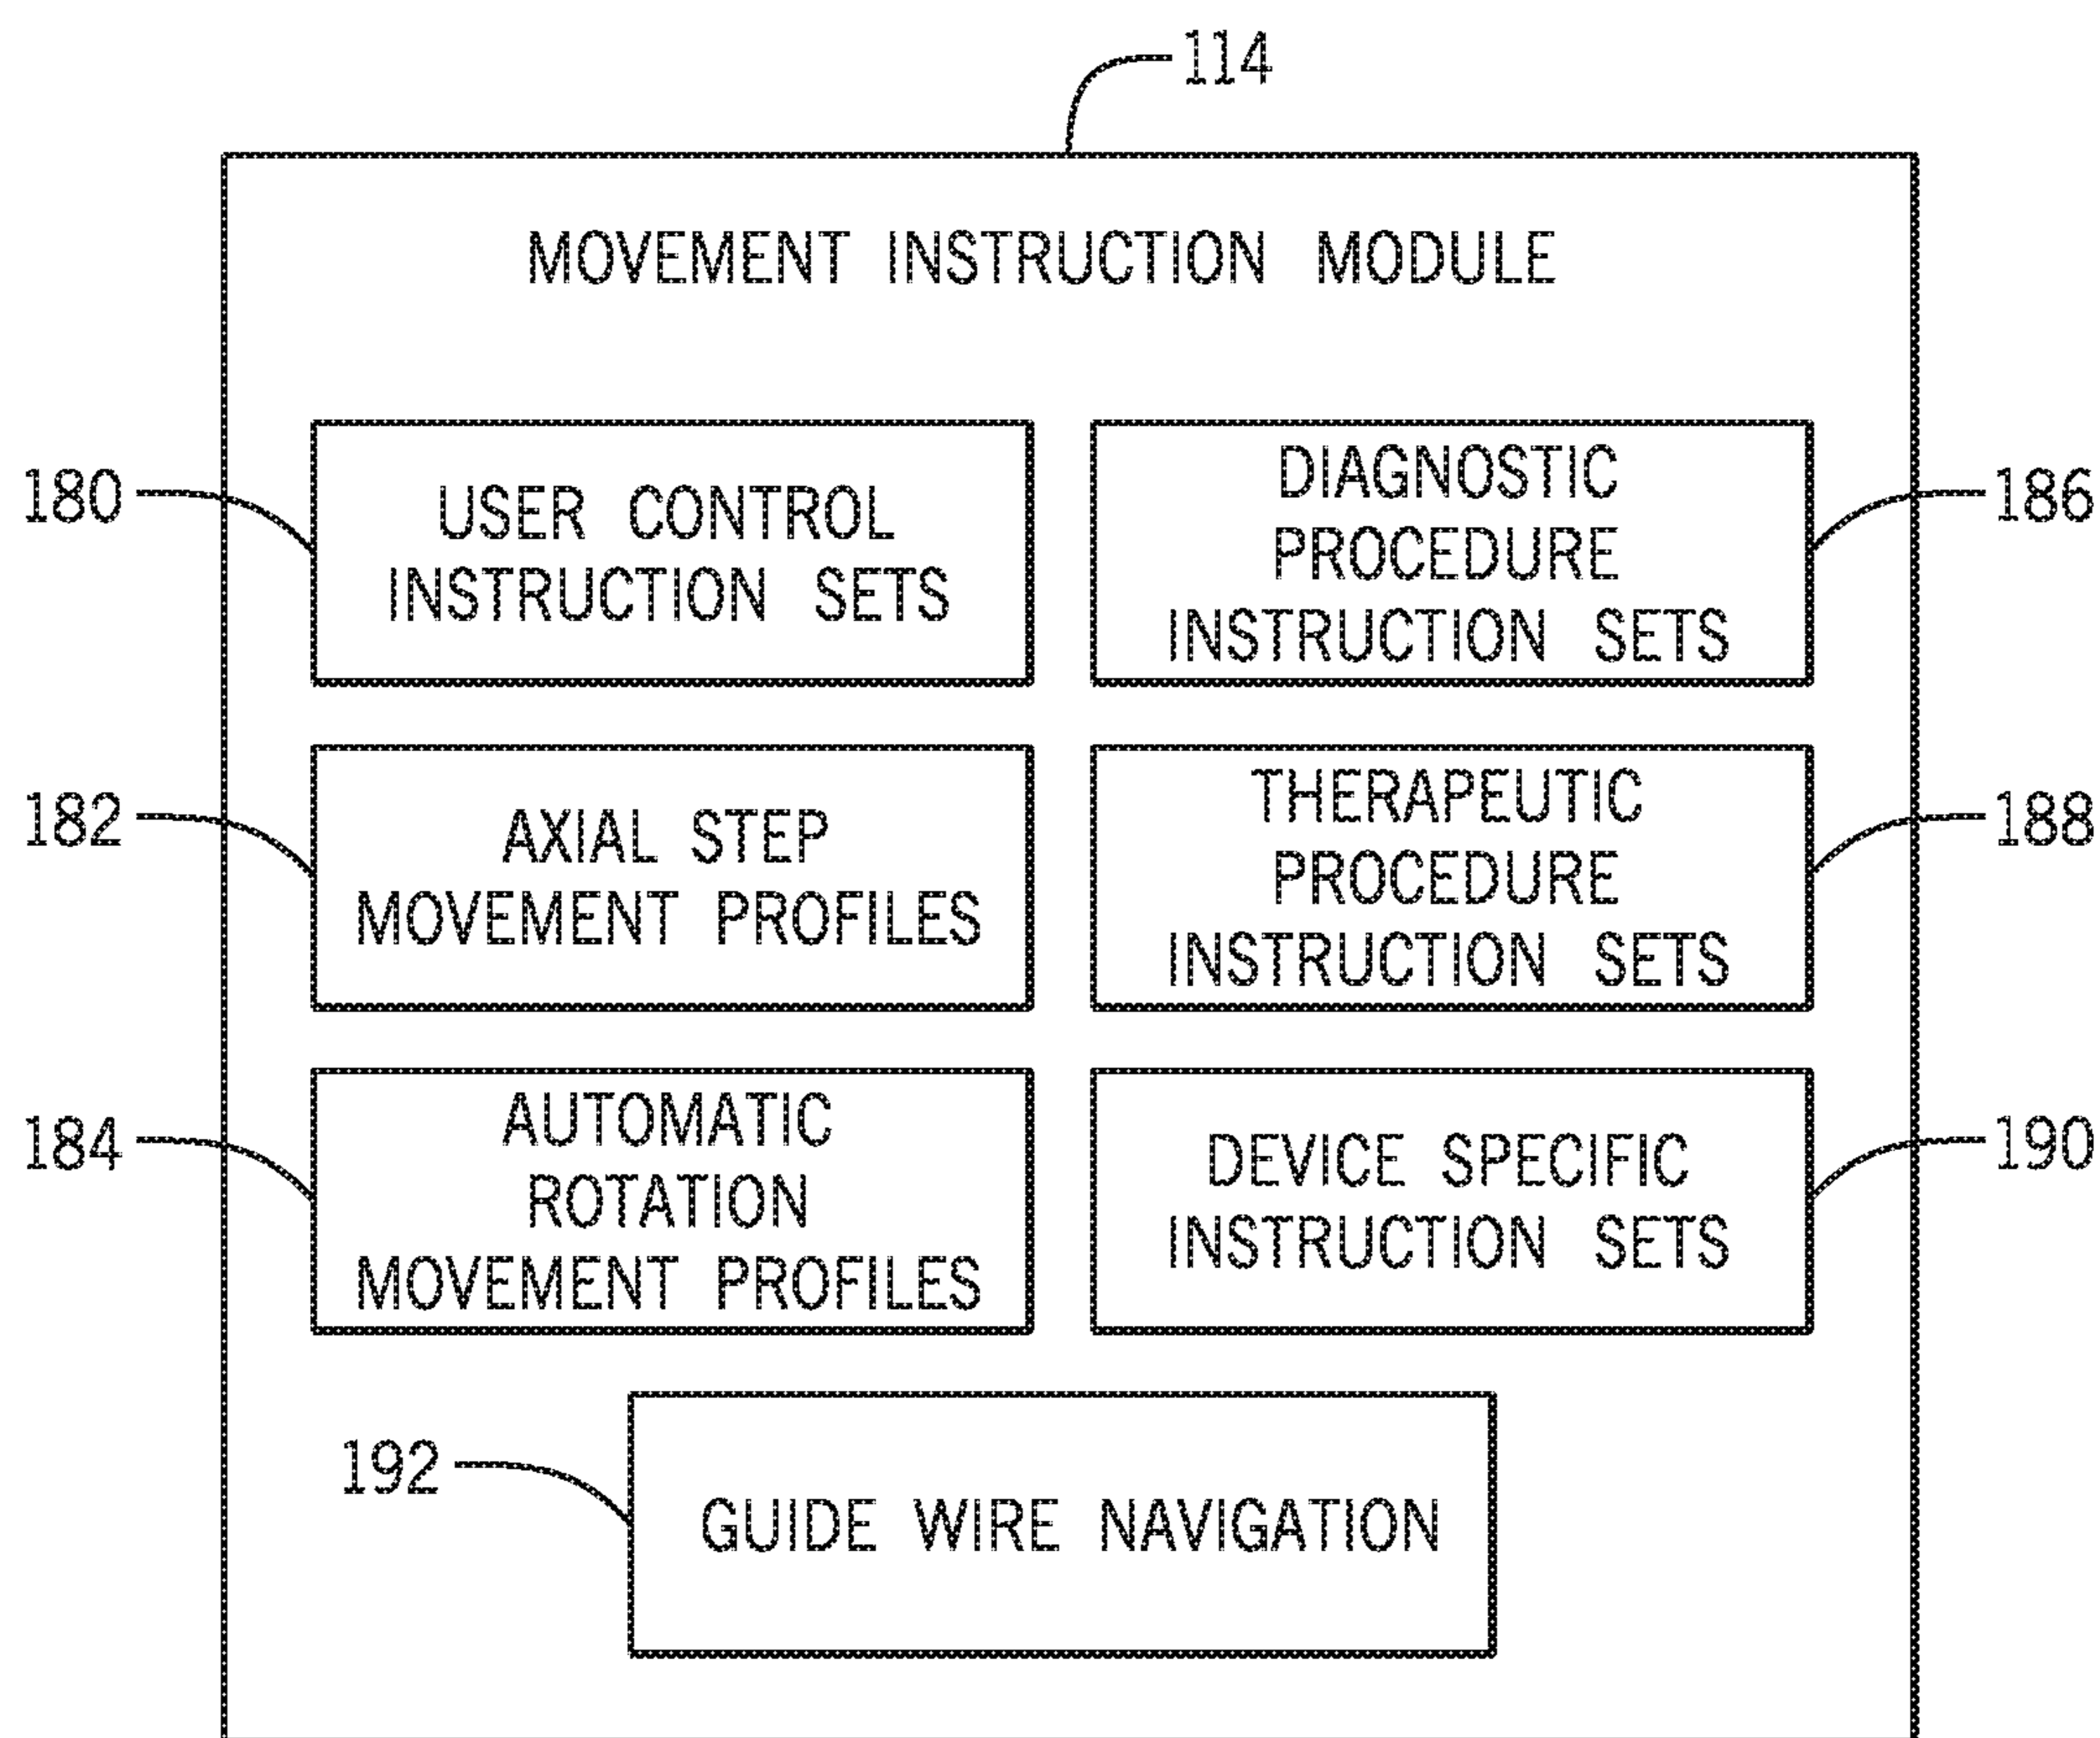 114
MOVEMENT INSTRUCTION MODULE
180
USER CONTROL
INSTRUCTION SETS
DIAGNOSTIC
PROCEDURE
INSTRUCTION SETS
186
182
AXIAL STEP
MOVEMENT PROFILES
THERAPEUTIC
PROCEDURE
INSTRUCTION SETS
188
184
AUTOMATIC
ROTATION
MOVEMENT PROFILES
DEVICE SPECIFIC
INSTRUCTION SETS
190
192
GUIDE WIRE NAVIGATION